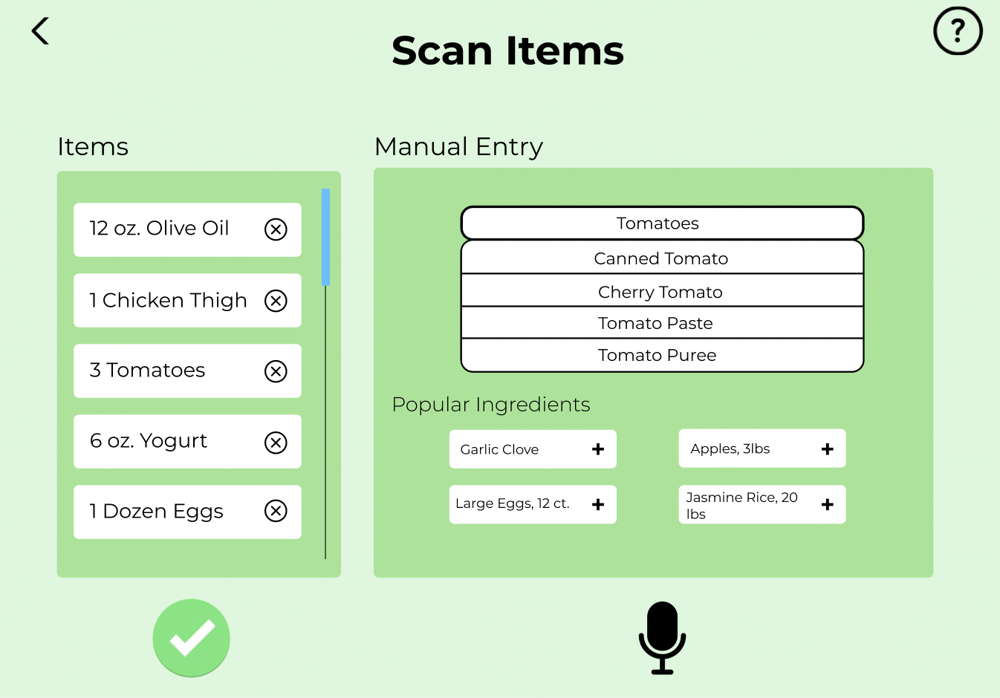 ?
Scan Items
Items
12 oz. Olive Oil
1 Chicken Thigh
3 Tomatoes
6 oz. Yogurt
1 Dozen Eggs
Manual Entry
Tomatoes
Canned Tomato
Cherry Tomato
Tomato Paste
Tomato Puree
Popular Ingredients
Garlic Clove +
Apples, 3lbs +
Large Eggs, 12 ct. +
Jasmine Rice, 20 +
lbs